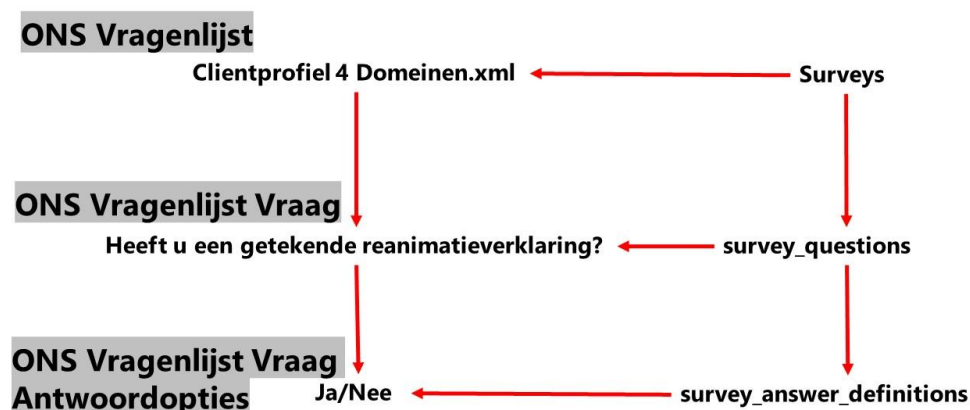 ONS Vragenlijst
Clientprofiel 4 Domeinen.xml
Surveys
ONS Vragenlijst Vraag
Heeft u een getekende reanimatieverklaring?
survey_questions
ONS Vragenlijst Vraag
Antwoordopties
Ja/Nee
survey_answer_definitions